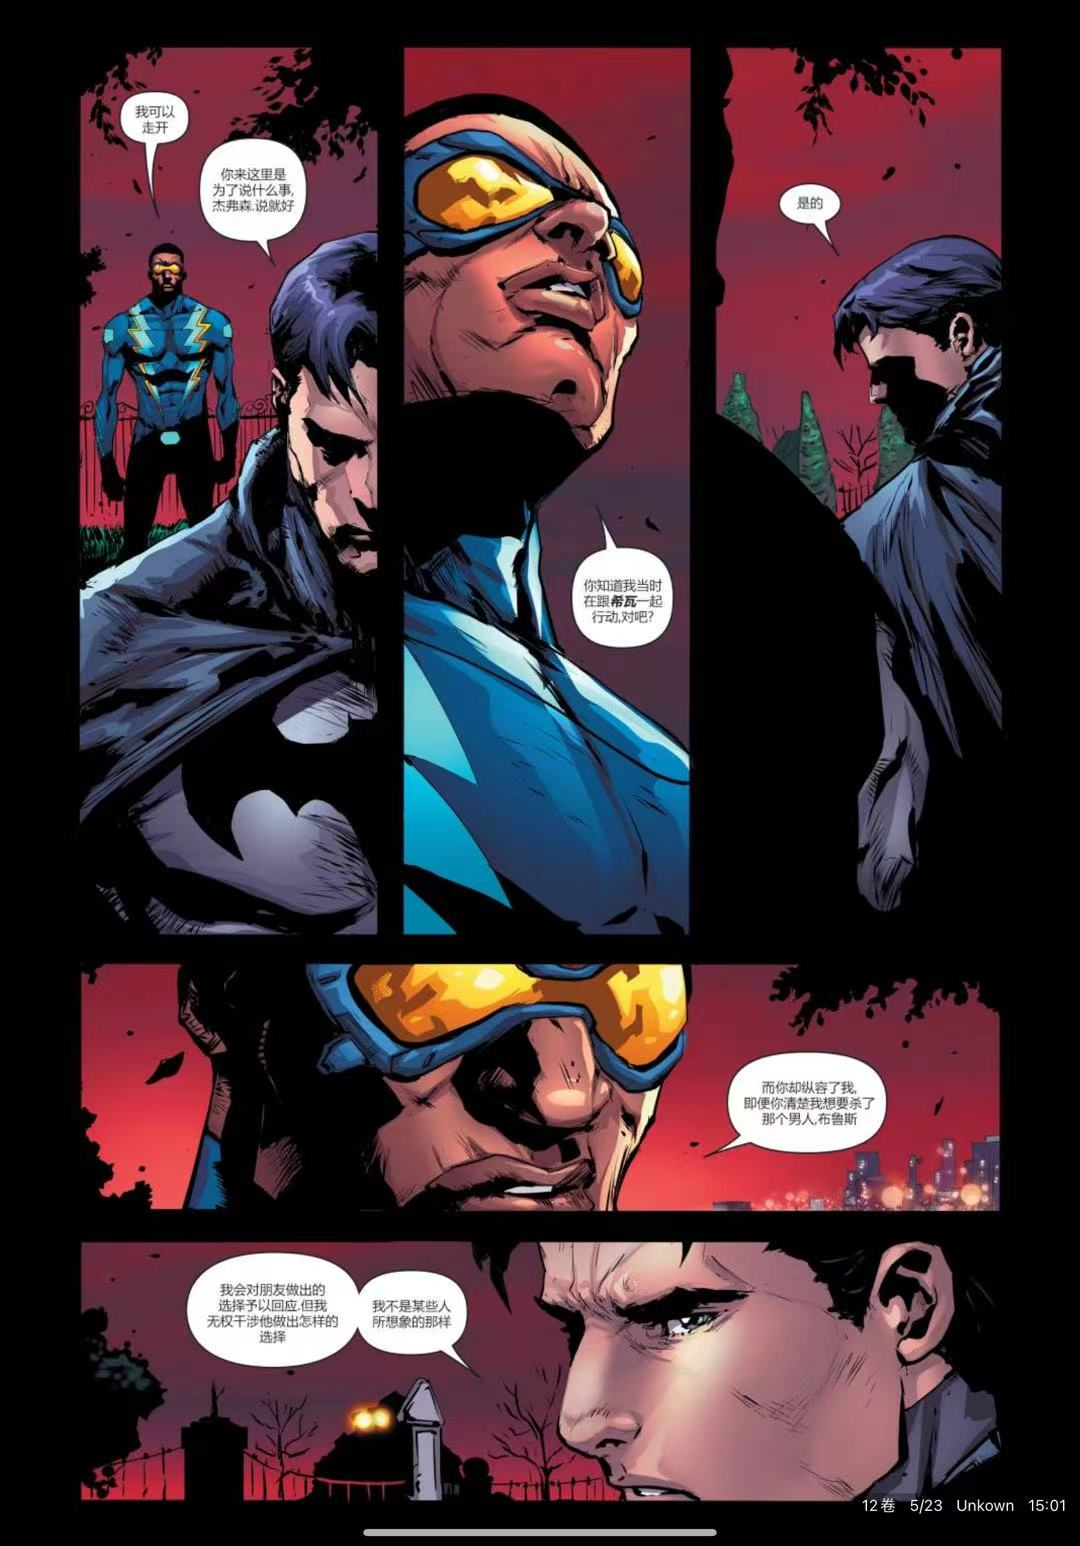 我可以
走开
你来这里是
为了说什么事,
杰弗森.说就好
你知道我当时
在跟希瓦一起
行动,对吧?
是的
而你却纵容了我,
即便你清楚我想要杀了
那个男人,布鲁斯
我会对朋友做出的
选择予以回应.但我
无权干涉他做出怎样的
选择
我不是某些人
所想象的那样
12卷 5/23 Unkown 15:01